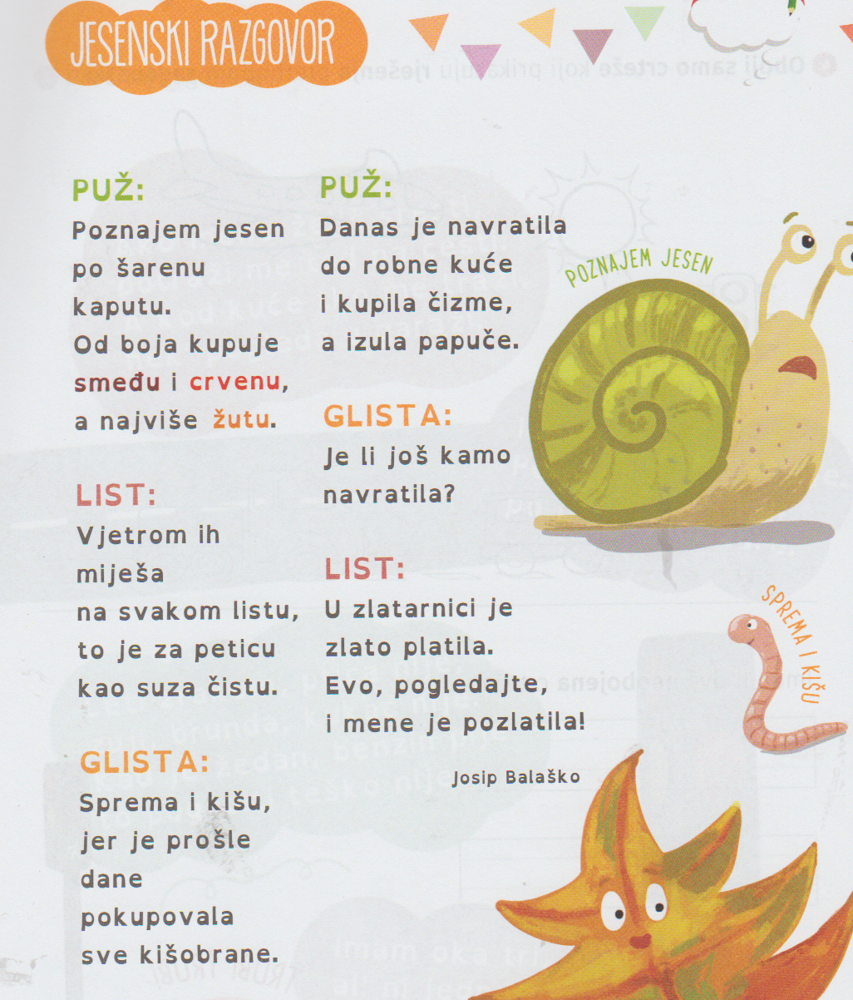 JESENSKI RAZGOVOR
PUŽ:
Poznajem jesen
po šarenu
kaputu.
Od boja kupuje
smeđu i crvenu,
a najviše žutu.
LIST:
Vjetrom ih
miješa
na svakom listu,
to je za peticu
kao suza čistu.
GLISTA:
Sprema i kišu,
jer je prošle
dane
pokupovala
sve kišobrane.
PUŽ:
Danas je navratila
do robne kuće
i kupila čizme,
a izula papuče.
GLISTA:
Je li još kamo
navratila?
LIST:
U zlatarnici je
zlato platila.
Evo, pogledajte,
i mene je pozlatila!
Josip Balaško
POZNAJEM JESEN
SPREMA I KIŠU